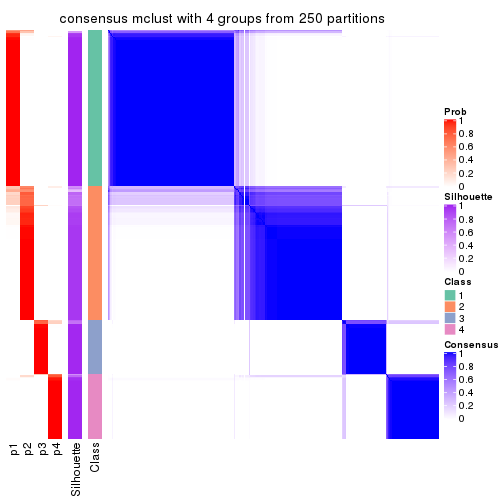 consensus mclust with 4 groups from 250 partitions
Prob
1
0.8
0.6
0.4
0.2
0
Silhouette
1
0.8
0.6
0.4
0.2
0
Class
1
2
3
4
Consensus
1
0.8
0.6
0.4
0.2
0
p1
p2
p3
p4
Silhouette
Class